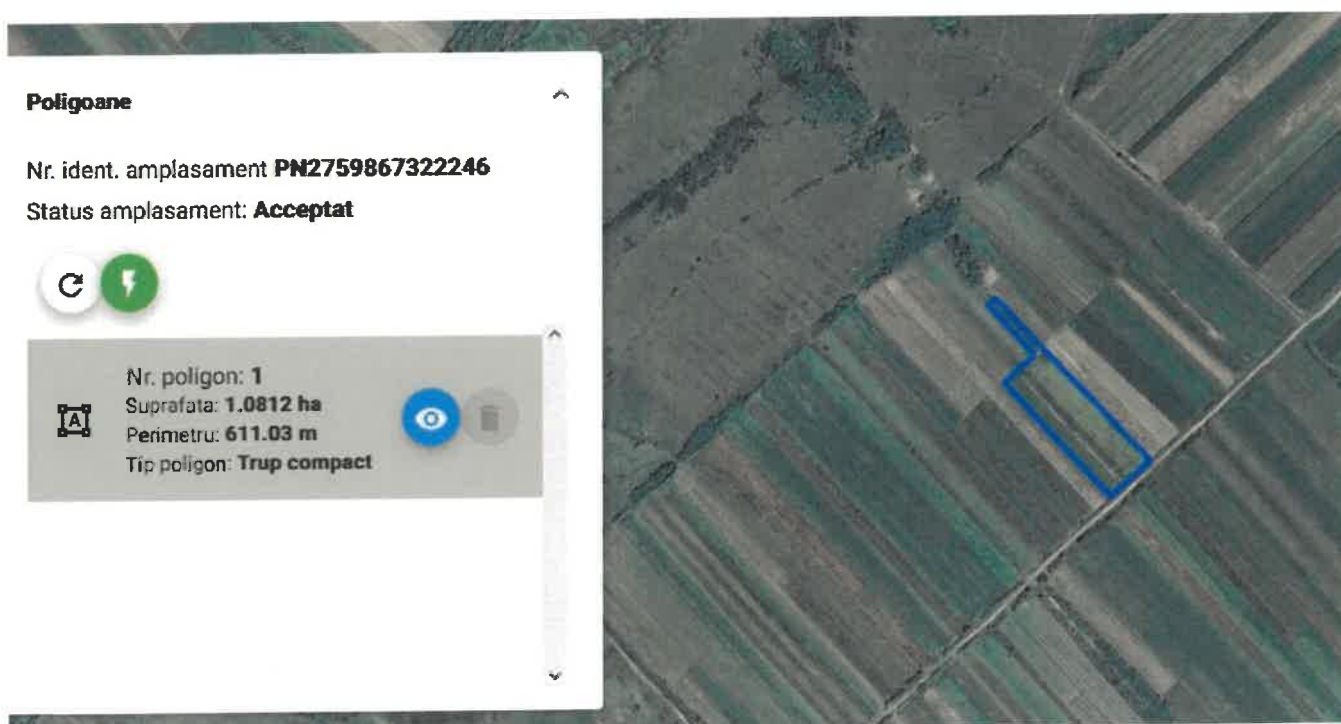 Poligoane
Nr. ident. amplasament PN2759867322246
Status amplasament: Acceptat
A
Nr. poligon: 1
Suprafata: 1.0812 ha
Perimetru: 611.03 m
Tip poligon: Trup compact